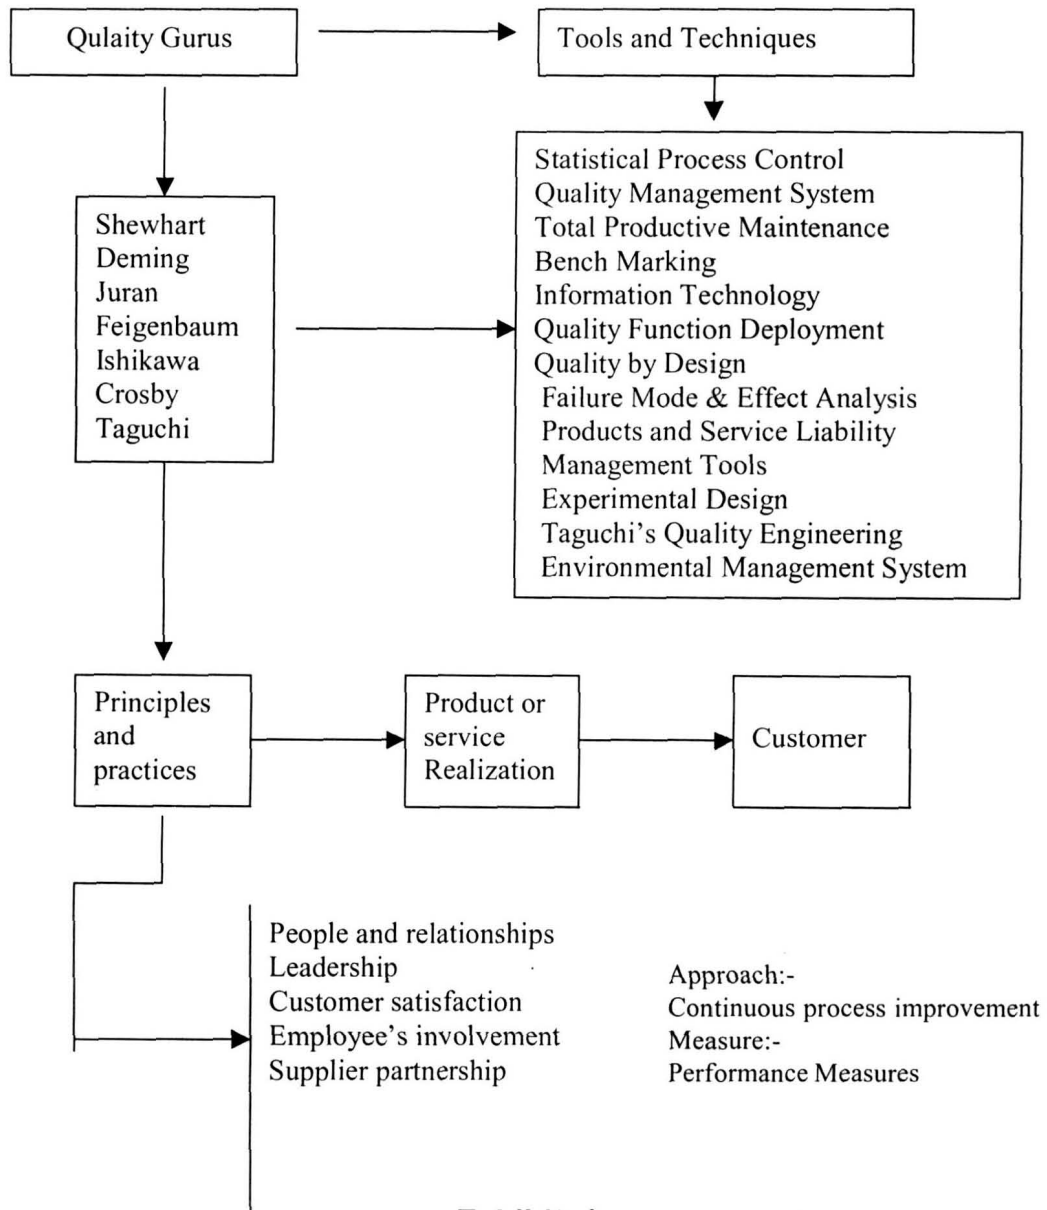 Qulaity Gurus
Tools and Techniques
Shewhart
Deming
Juran
Feigenbaum
Ishikawa
Crosby
Taguchi
Statistical Process Control
Quality Management System
Total Productive Maintenance
Bench Marking
Information Technology
Quality Function Deployment
Quality by Design
Failure Mode & Effect Analysis
Products and Service Liability
Management Tools
Experimental Design
Taguchi's Quality Engineering
Environmental Management System
Principles
and
practices
Product or
service
Realization
Customer
People and relationships
Leadership
Customer satisfaction
Employee's involvement
Supplier partnership
Approach:-
Continuous process improvement
Measure:-
Performance Measures